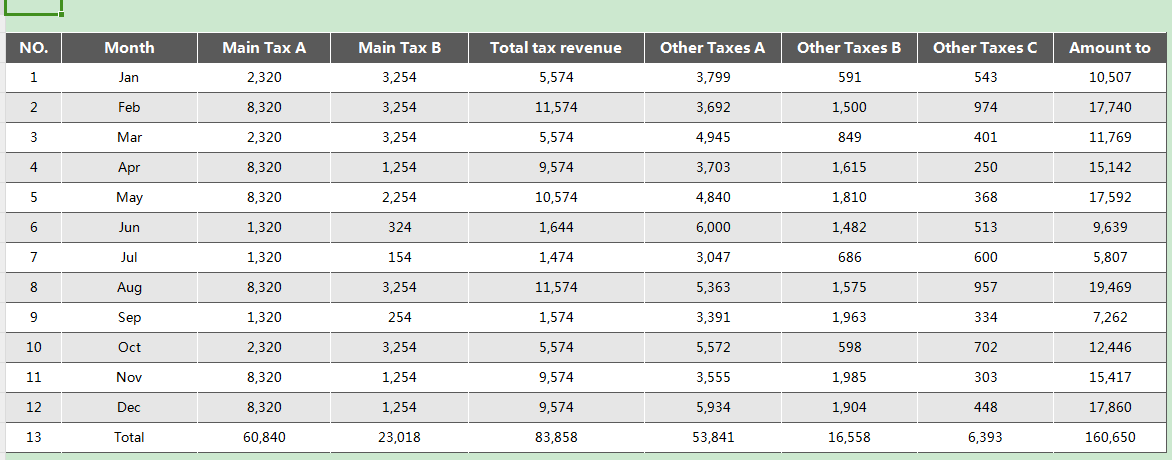 NO. Month Main Tax A Main Tax B Total tax revenue Other Taxes A Other Taxes B Other Taxes C Amount to
1 Jan 2,320 3,254 5,574 3,799 591 543 10,507
2 Feb 8,320 3,254 11,574 3,692 1,500 974 17,740
3 Mar 2,320 3,254 5,574 4,945 849 401 11,769
4 Apr 8,320 1,254 9,574 3,703 1,615 250 15,142
5 May 8,320 2,254 10,574 4,840 1,810 368 17,592
6 Jun 1,320 324 1,644 6,000 1,482 513 9,639
7 Jul 1,320 154 1,474 3,047 686 600 5,807
8 Aug 8,320 3,254 11,574 5,363 1,575 957 19,469
9 Sep 1,320 254 1,574 3,391 1,963 334 7,262
10 Oct 2,320 3,254 5,574 5,572 598 702 12,446
11 Nov 8,320 1,254 9,574 3,555 1,985 303 15,417
12 Dec 8,320 1,254 9,574 5,934 1,904 448 17,860
13 Total 60,840 23,018 83,858 53,841 16,558 6,393 160,650